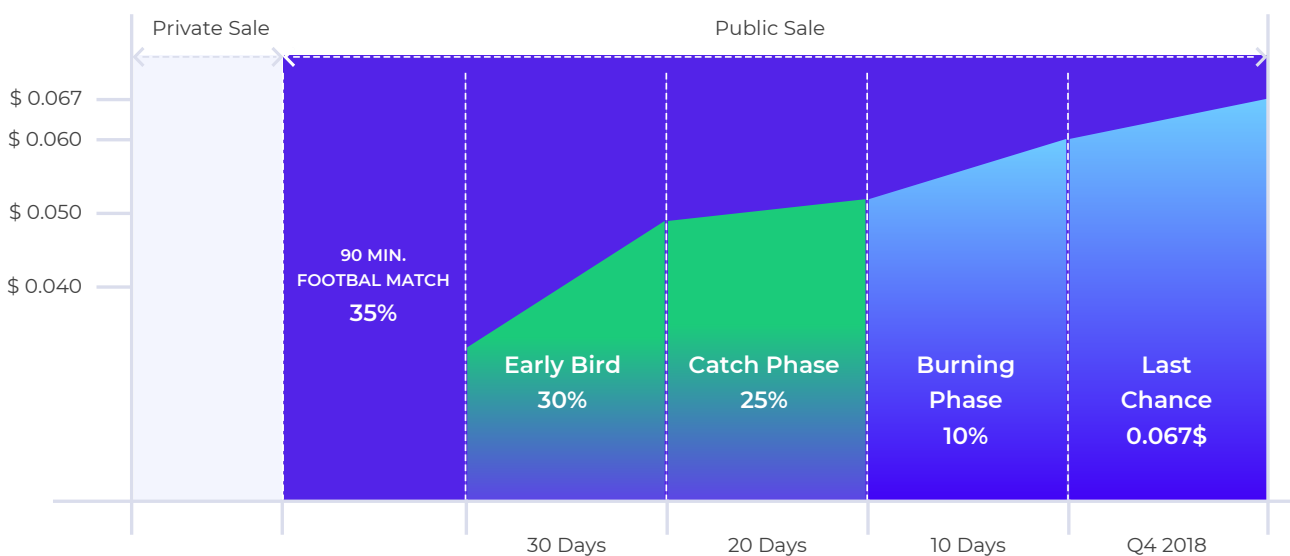 Private Sale
Public Sale
$ 0.067
$ 0.060
$ 0.050
$ 0.040
90 MIN.
FOOTBAL MATCH
35%
Early Bird
30%
Catch Phase
25%
Burning
Phase
10%
Last
Chance
0.067$
30 Days
20 Days
10 Days
Q4 2018